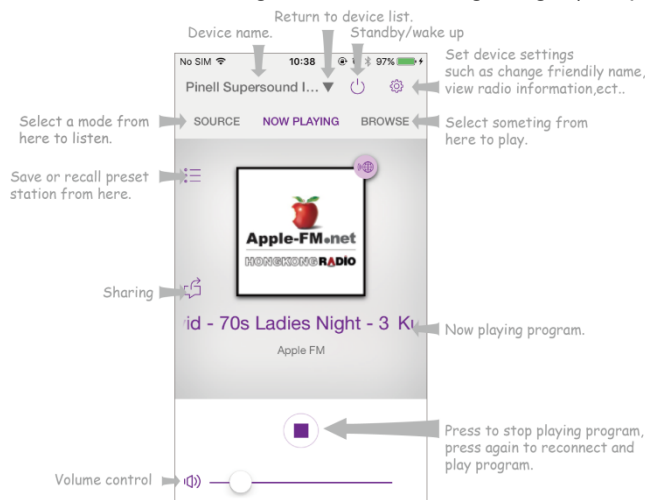 Return to device list.
Device name.
Standby/wake up
No SIM 10:38 97%
Set device settings
such as change friendily name,
view radio information,ect..
Pinell Supersound I... ▼
Select a mode from
here to listen.
SOURCE NOW PLAYING BROWSE
Select someting from
here to play.
Save or recall preset
station from here.
Apple-FM.net
HONGKONG RADIO
Sharing
vid - 70s Ladies Night - 3 Ku
Now playing program.
Apple FM
Press to stop playing program,
press again to reconnect and
play program.
Volume control